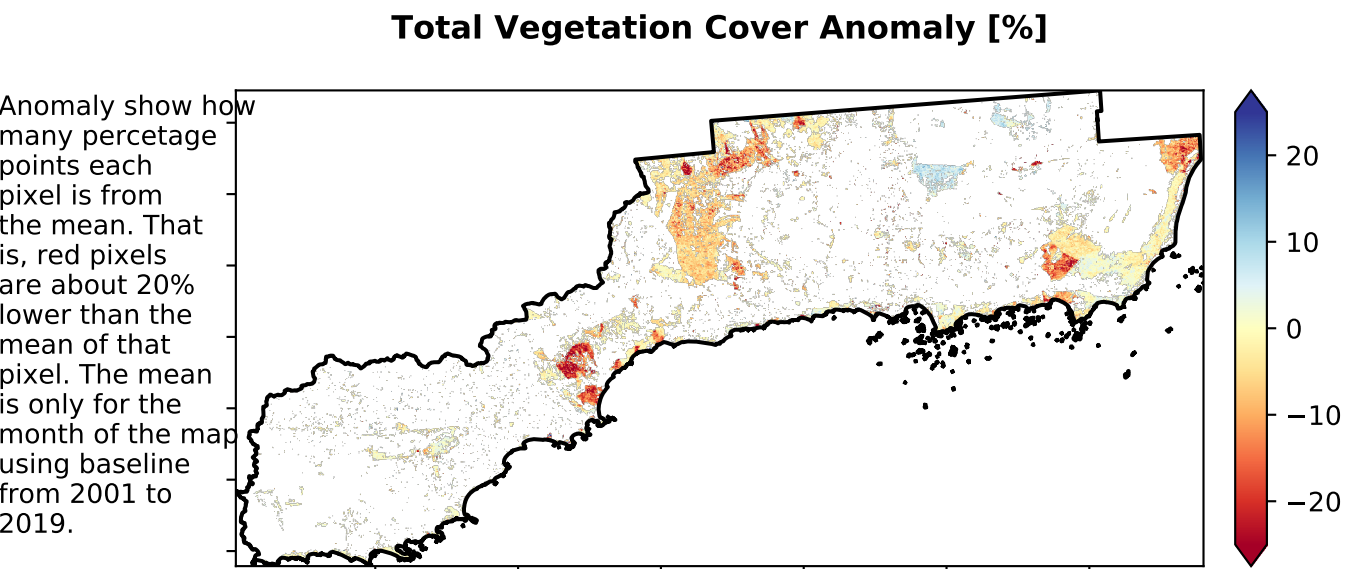 Total Vegetation Cover Anomaly [%]
Anomaly show how
many percetage
points each
pixel is from
the mean. That
is, red pixels
are about 20%
lower than the
mean of that
pixel. The mean
is only for the
month of the map
using baseline
from 2001 to
2019.
20
10
0
−10
−20